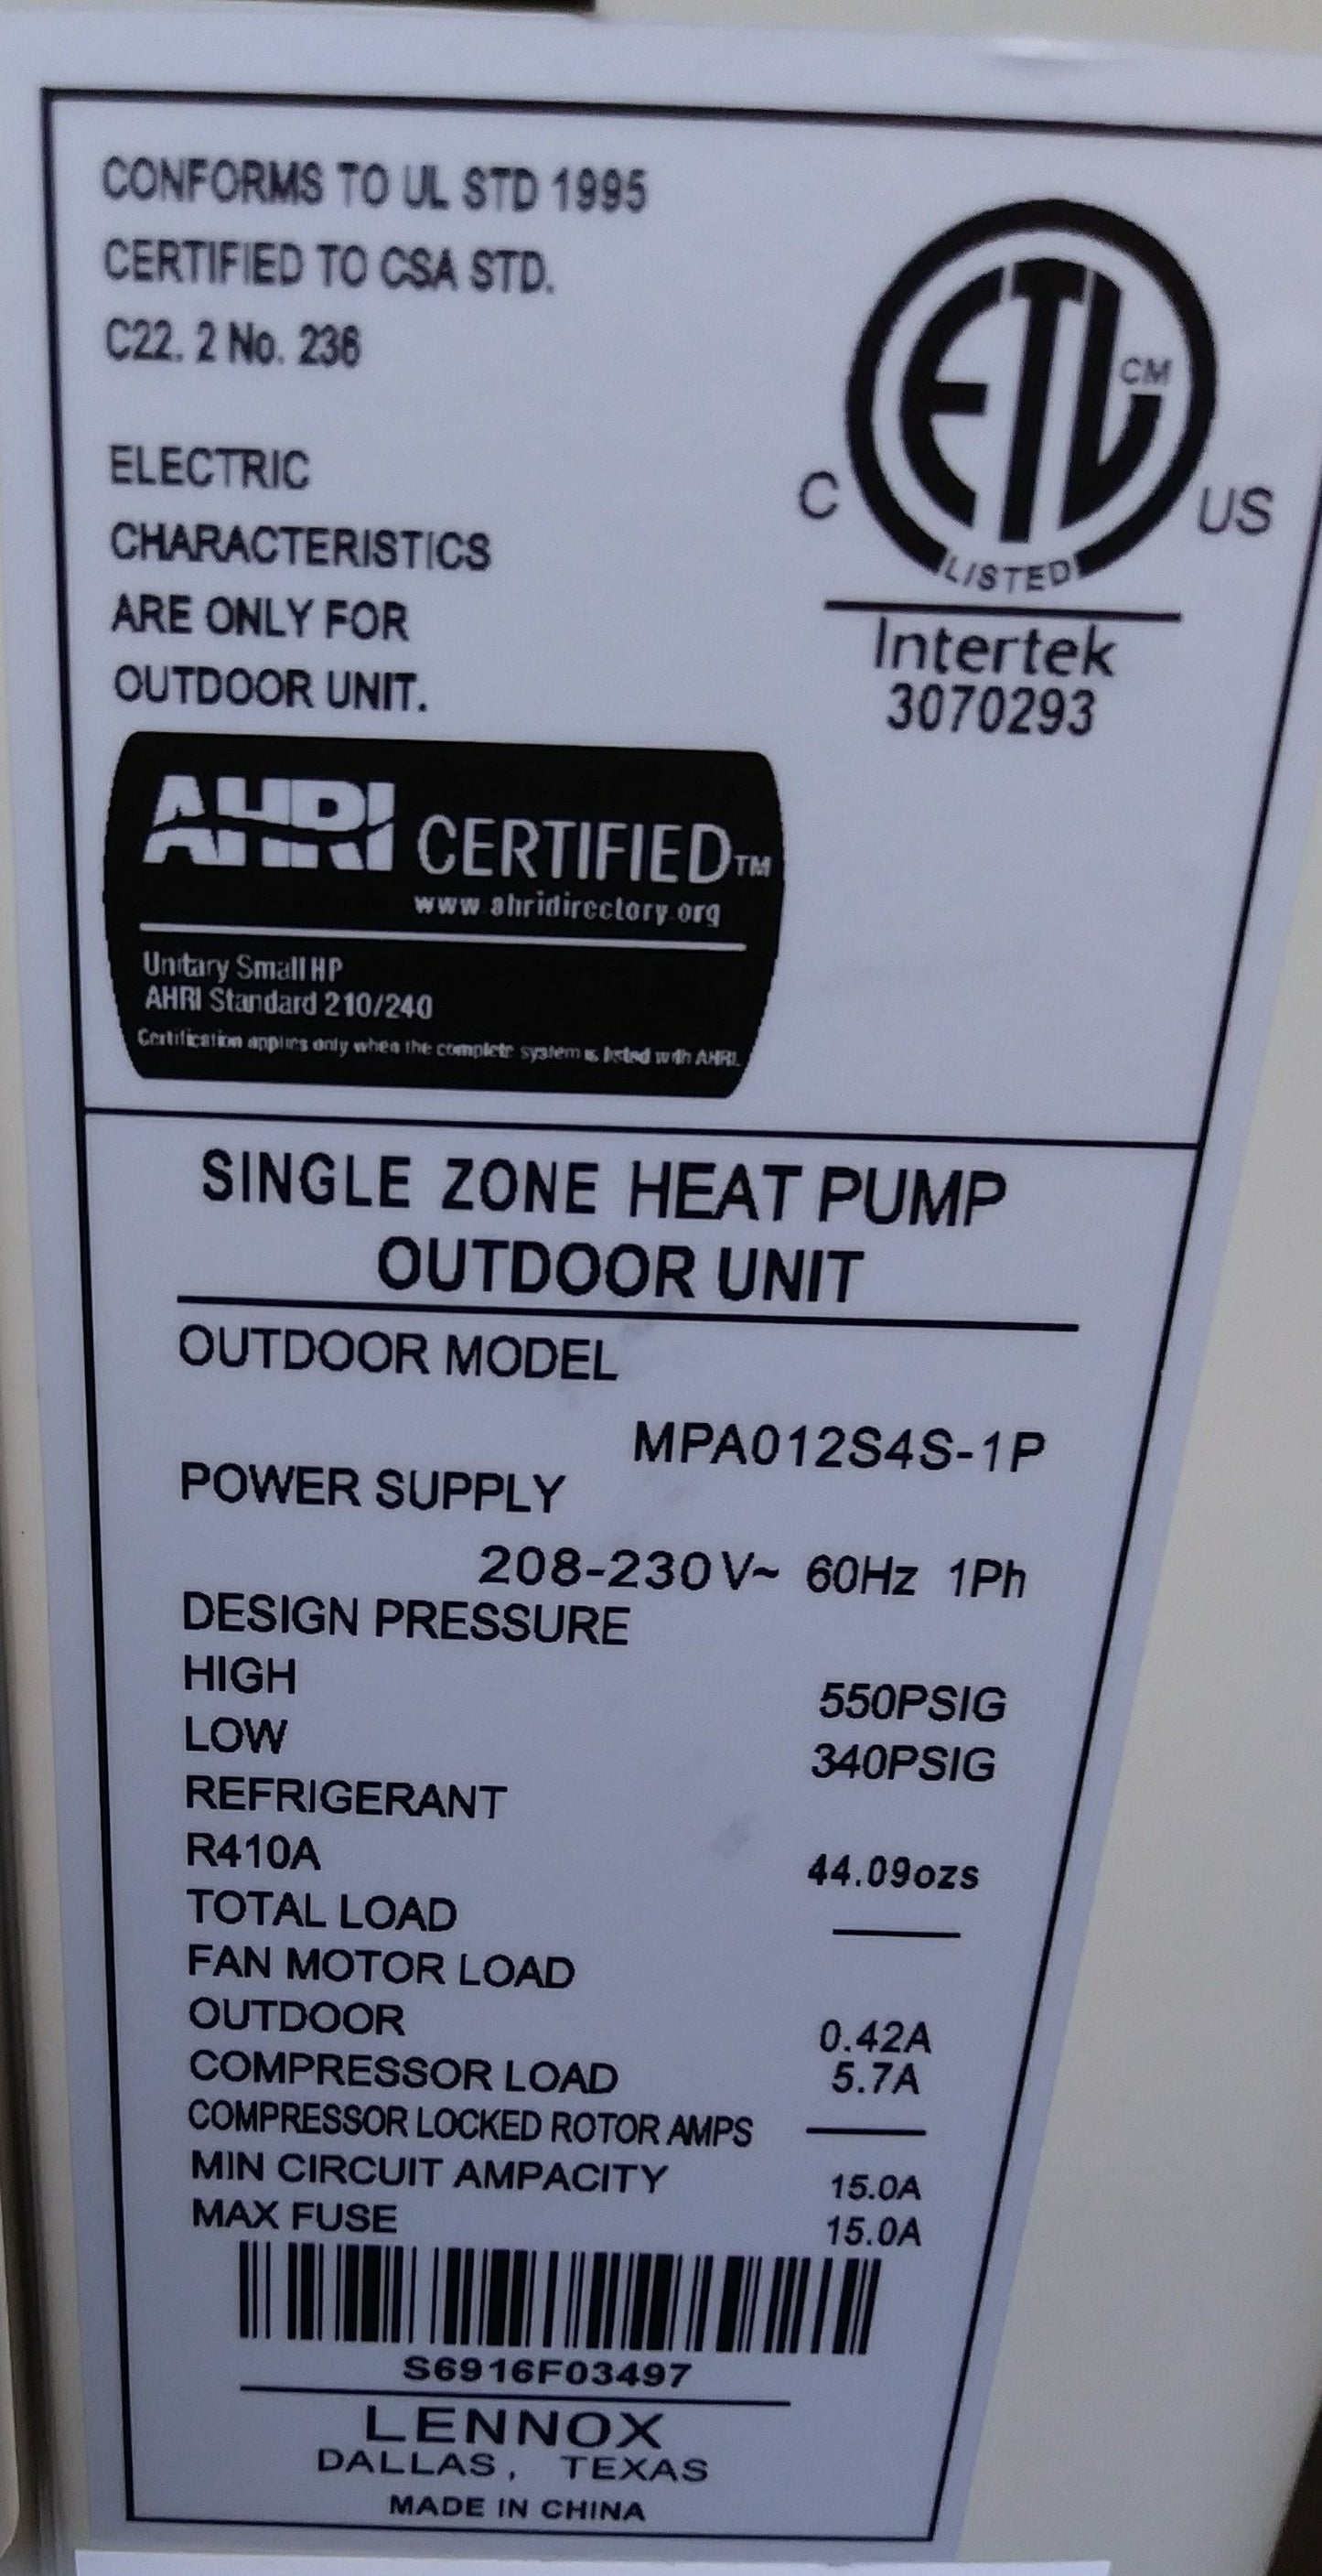 CONFORMS TO UL STD 1995
CERTIFIED TO CSA STD.
C22. 2 No. 236
ELECTRIC
CHARACTERISTICS
ARE ONLY FOR
OUTDOOR UNIT.
ETL CM
C US
LISTED
Intertek
3070293
AHRI CERTIFIED™
www.ahridirectory.org
Unitary Small HP
AHRI Standard 210/240
Certification applies only when the complete system is listed with AHRI.
SINGLE ZONE HEAT PUMP
OUTDOOR UNIT
OUTDOOR MODEL
MPA012S4S-1P
POWER SUPPLY
208-230V~ 60Hz 1Ph
DESIGN PRESSURE
HIGH 550PSIG
LOW 340PSIG
REFRIGERANT
R410A 44.09ozs
TOTAL LOAD
FAN MOTOR LOAD
OUTDOOR 0.42A
COMPRESSOR LOAD 5.7A
COMPRESSOR LOCKED ROTOR AMPS
MIN CIRCUIT AMPACITY 15.0A
MAX FUSE 15.0A
S6916F03497
LENNOX
DALLAS, TEXAS
MADE IN CHINA